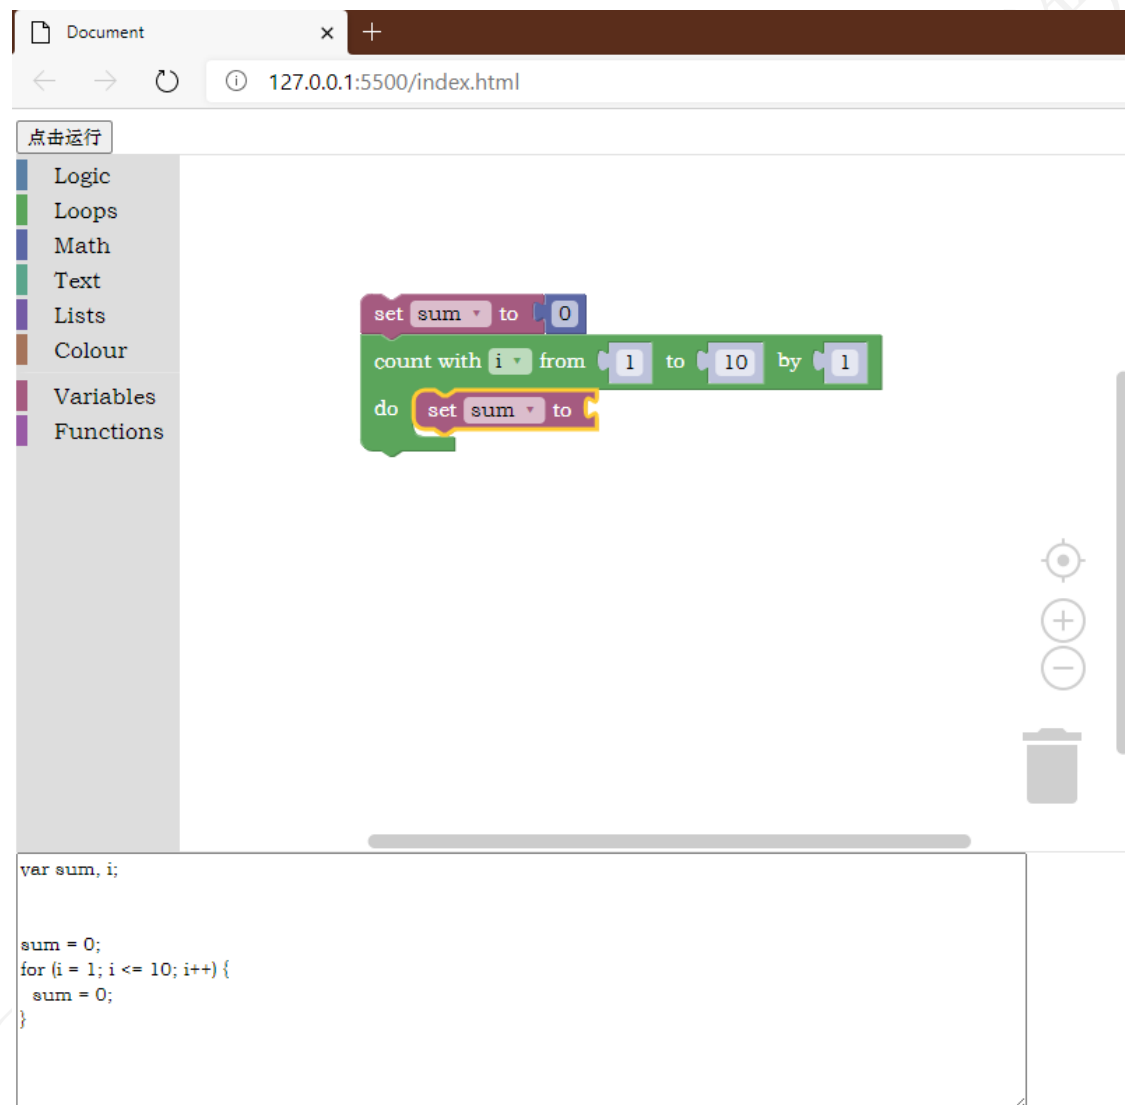 Document
127.0.0.1:5500/index.html
点击运行
Logic
Loops
Math
Text
Lists
Colour
Variables
Functions
set sum to 0
count with i from 1 to 10 by 1
do set sum to
var sum, i;
sum = 0;
for (i = 1; i <= 10; i++) {
sum = 0;
}